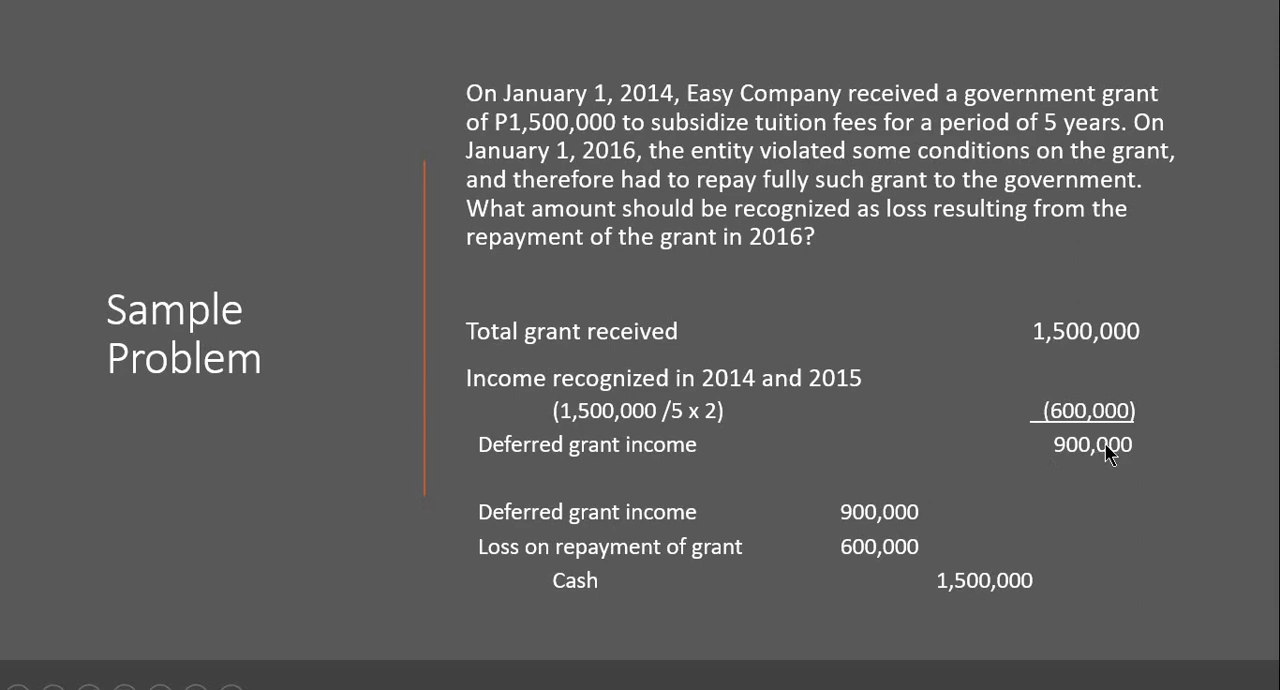 Sample
Problem
On January 1, 2014, Easy Company received a government grant
of P1,500,000 to subsidize tuition fees for a period of 5 years. On
January 1, 2016, the entity violated some conditions on the grant,
and therefore had to repay fully such grant to the government.
What amount should be recognized as loss resulting from the
repayment of the grant in 2016?
Total grant received 1,500,000
Income recognized in 2014 and 2015
(1,500,000 /5 x 2) (600,000)
Deferred grant income 900,000
Deferred grant income 900,000
Loss on repayment of grant 600,000
Cash 1,500,000